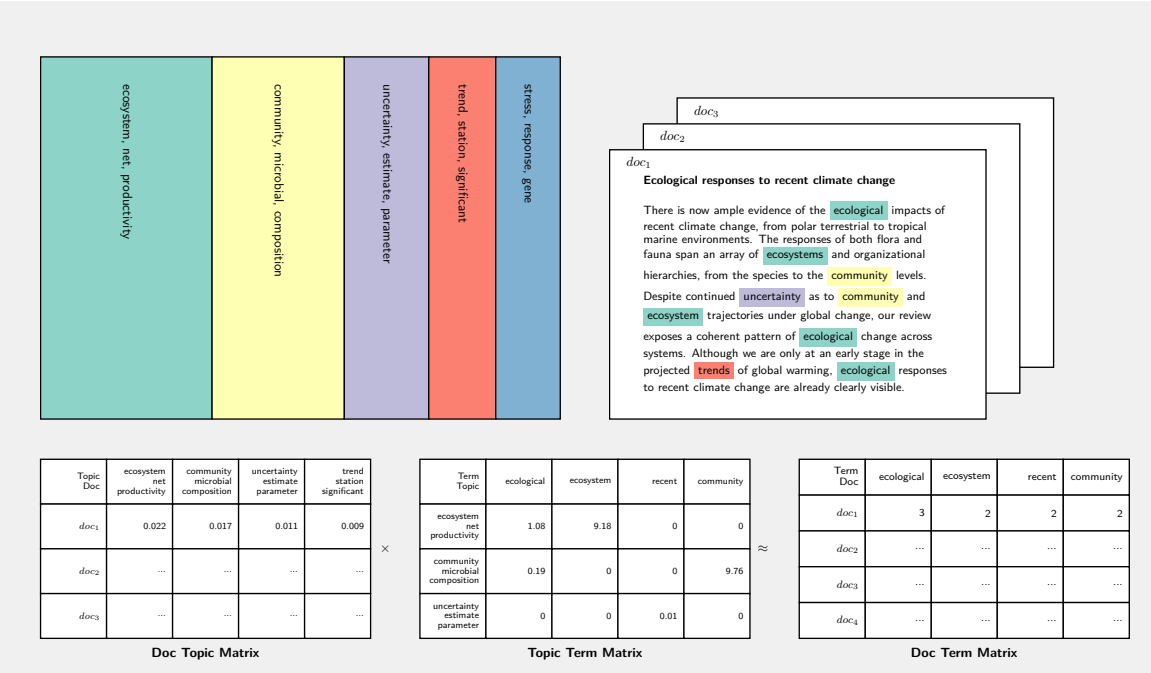 ecosystem, net, productivity
community, microbial, composition
uncertainty, estimate, parameter
trend, station, significant
stress, response, gene
doc3
doc2
doc1
Ecological responses to recent climate change
There is now ample evidence of the ecological impacts of
recent climate change, from polar terrestrial to tropical
marine environments. The responses of both flora and
fauna span an array of ecosystems and organizational
hierarchies, from the species to the community levels.
Despite continued uncertainty as to community and
ecosystem trajectories under global change, our review
exposes a coherent pattern of ecological change across
systems. Although we are only at an early stage in the
projected trends of global warming, ecological responses
to recent climate change are already clearly visible.
Topic
Doc
ecosystem
net
productivity
community
microbial
composition
uncertainty
estimate
parameter
trend
station
significant
doc1 0.022 0.017 0.011 0.009
doc2 ... ... ... ...
doc3 ... ... ... ...
Doc Topic Matrix
×
Term
Topic
ecological ecosystem recent community
ecosystem
net
productivity
1.08 9.18 0 0
community
microbial
composition
0.19 0 0 9.76
uncertainty
estimate
parameter
0 0 0.01 0
Topic Term Matrix
≈
Term
Doc
ecological ecosystem recent community
doc1 3 2 2 2
doc2 ... ... ... ...
doc3 ... ... ... ...
doc4 ... ... ... ...
Doc Term Matrix